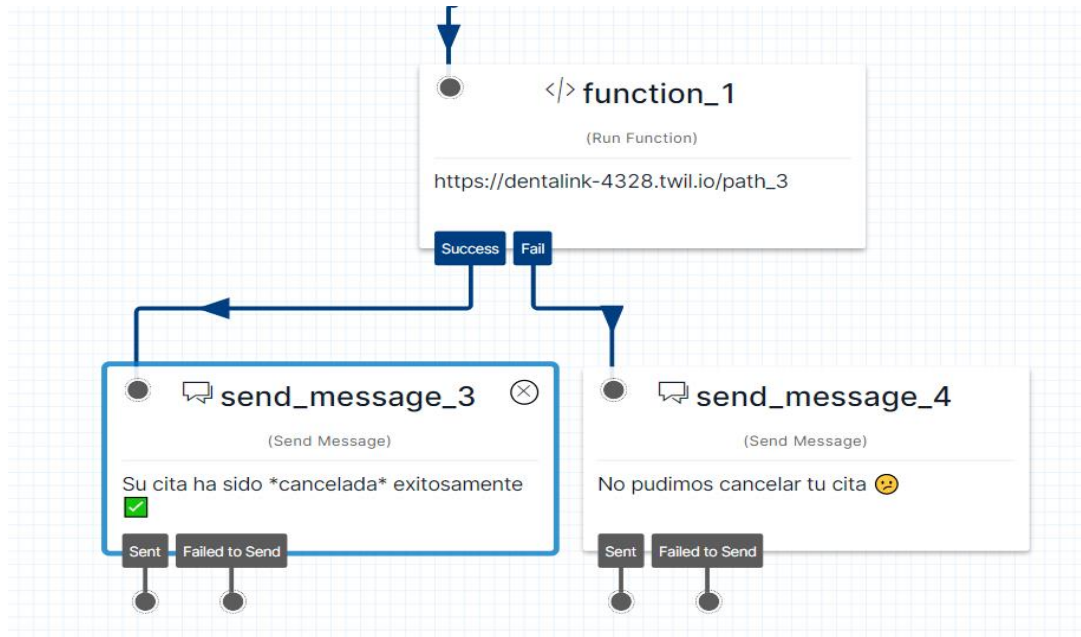 </> function_1
(Run Function)
https://dentalink-4328.twil.io/path_3
Success Fail
send_message_3
(Send Message)
Su cita ha sido *cancelada* exitosamente
✅
Sent Failed to Send
send_message_4
(Send Message)
No pudimos cancelar tu cita 😕
Sent Failed to Send